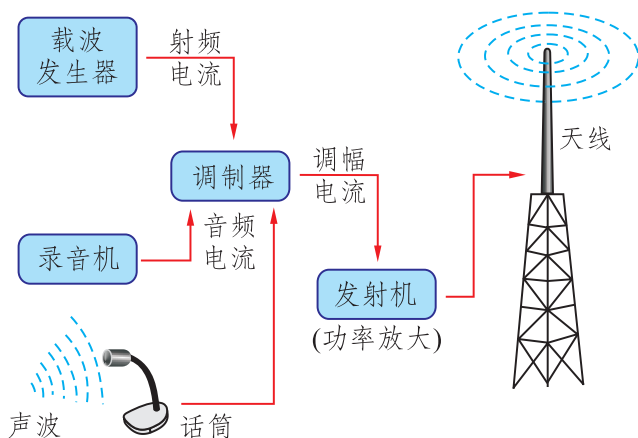 载波
发生器
射频
电流
天线
调制器
调幅
电流
音频
电流
录音机
发射机
(功率放大)
声波
话筒